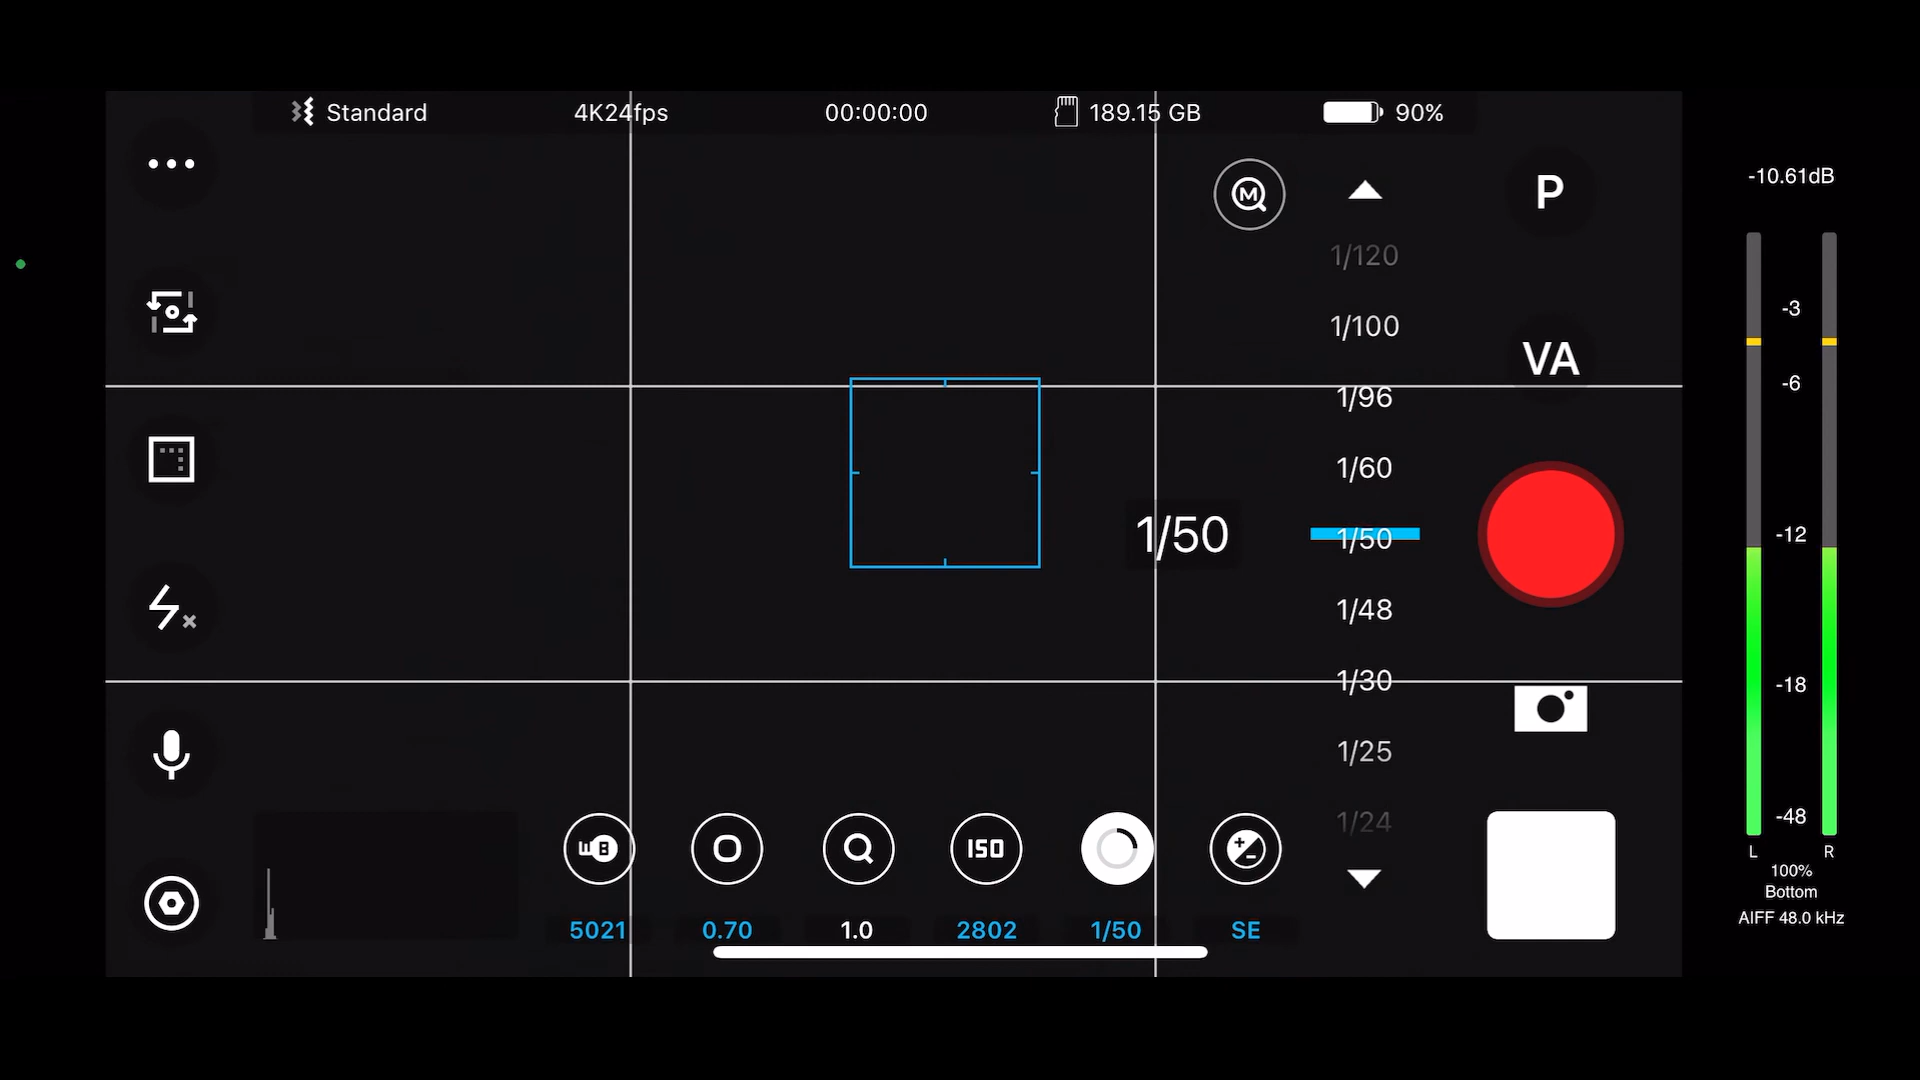 Standard
4K24fps
00:00:00
189.15 GB
90%
M
P
VA
1/120
1/100
1/96
1/60
1/50
1/50
1/48
1/30
1/25
1/24
WB
ISO
5021
0.70
1.0
2802
1/50
SE
-10.61dB
-3
-6
-12
-18
-48
L
R
100%
Bottom
AIFF 48.0 kHz